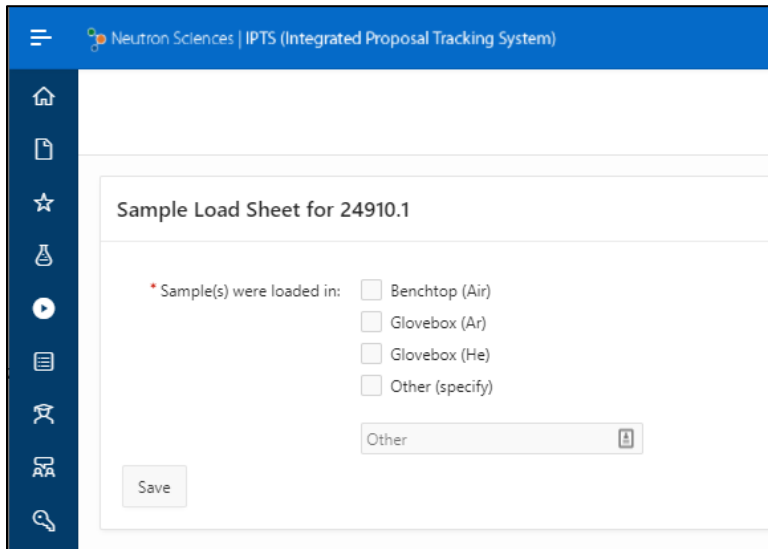 Neutron Sciences | IPTS (Integrated Proposal Tracking System)
Sample Load Sheet for 24910.1
* Sample(s) were loaded in:
Benchtop (Air)
Glovebox (Ar)
Glovebox (He)
Other (specify)
Other
Save